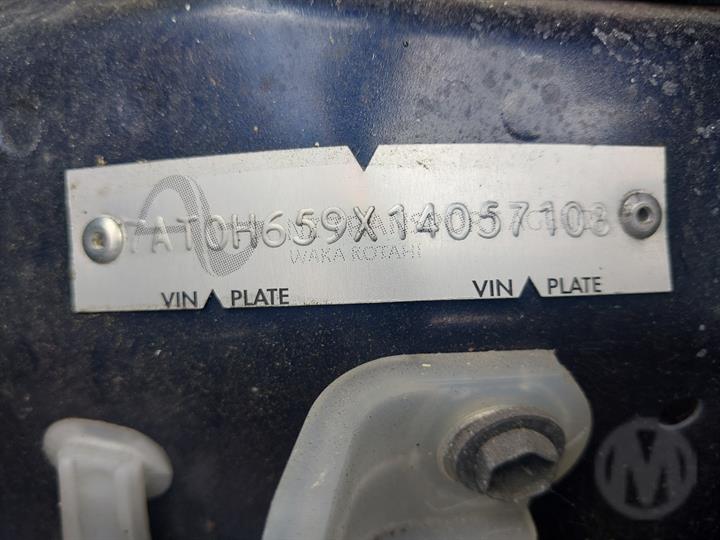 7AT0H659X14057108
WAKA KOTAHI
VIN PLATE VIN PLATE
M